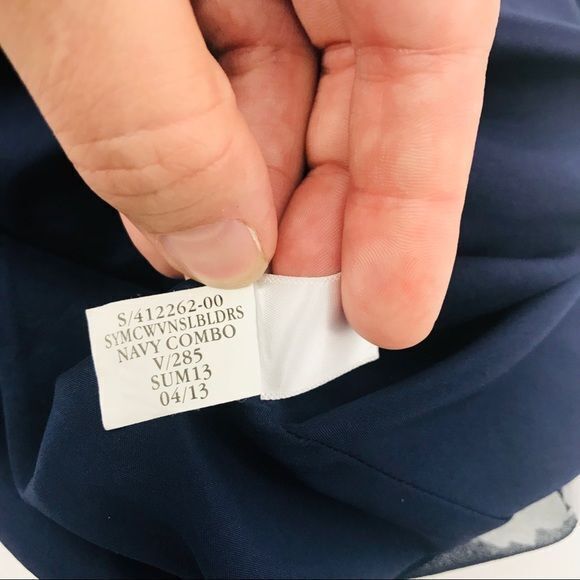 S/412262-00
SYMCWVNSLBLDRS
NAVY COMBO
V/285
SUM13
04/13